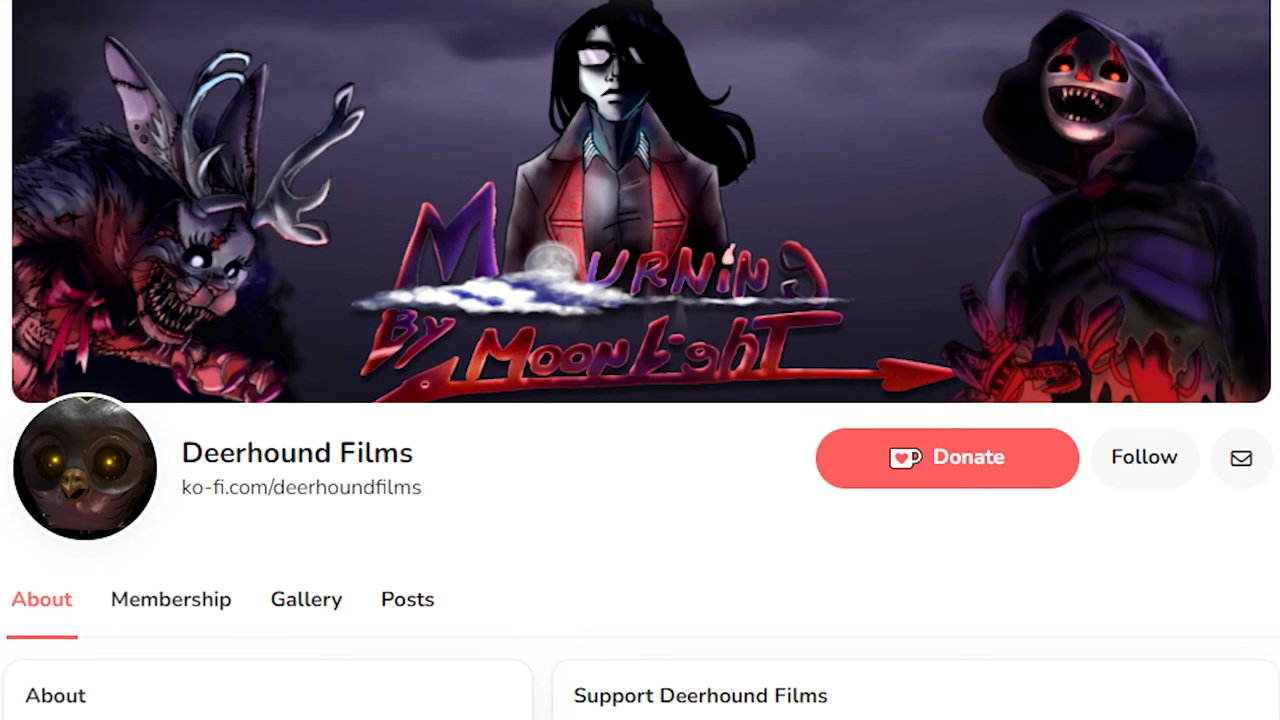 MOURNiNg
By MoonLighT
Deerhound Films
ko-fi.com/deerhoundfilms
Donate
Follow
About
Membership
Gallery
Posts
About
Support Deerhound Films